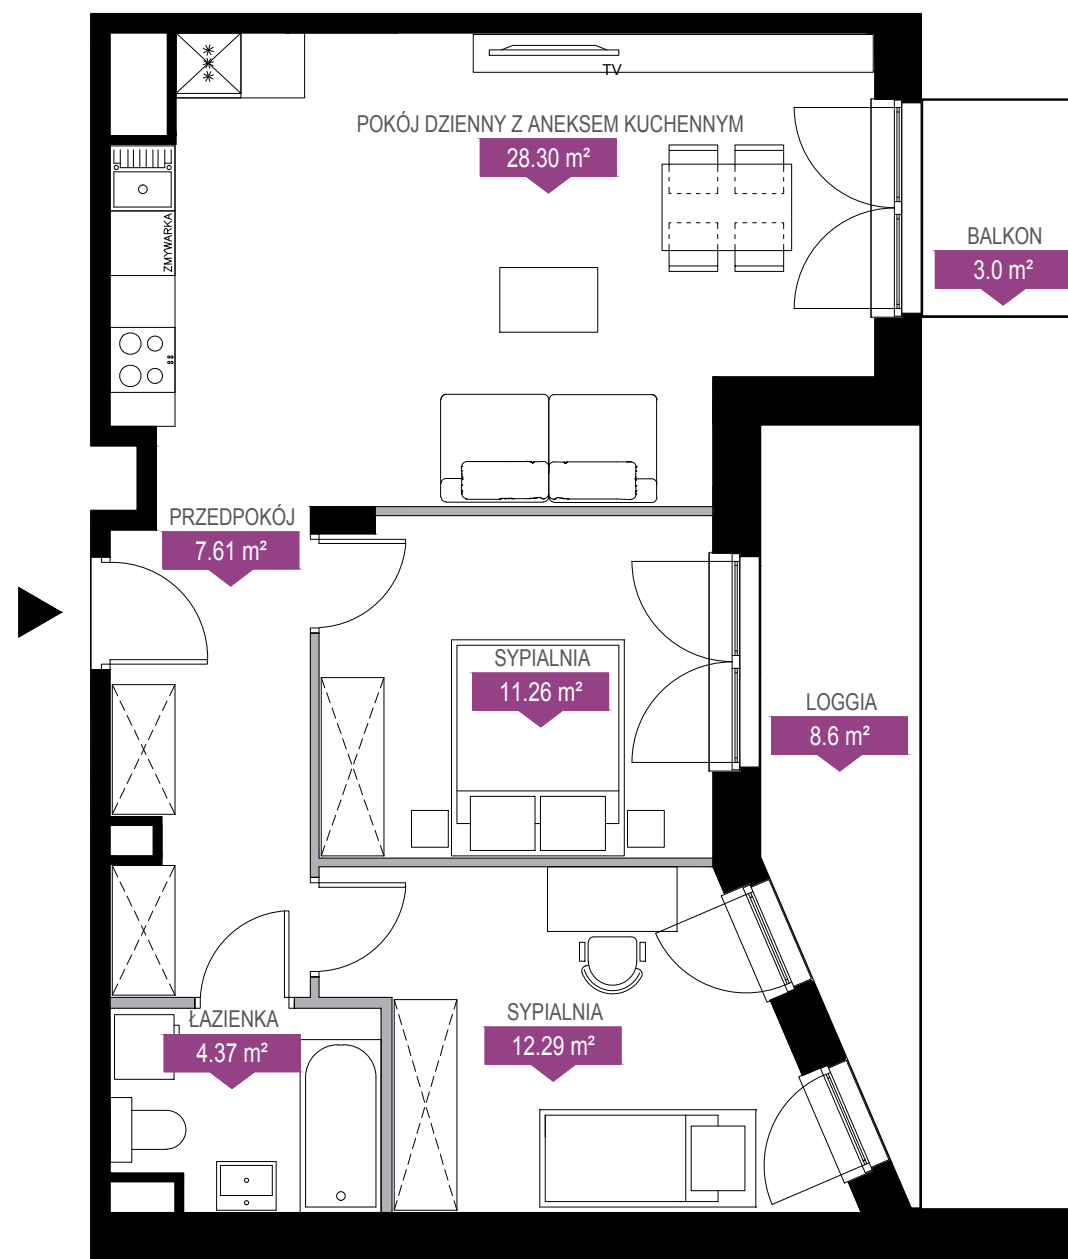 TV
POKÓJ DZIENNY Z ANEKSEM KUCHENNYM
28.30 m²
ZMYWARKA
BALKON
3.0 m²
PRZEDPOKÓJ
7.61 m²
SYPIALNIA
11.26 m²
LOGGIA
8.6 m²
SYPIALNIA
12.29 m²
ŁAZIENKA
4.37 m²